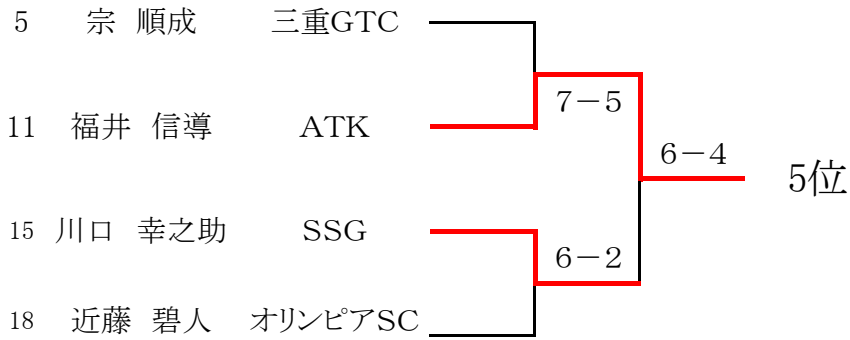 5 宗 順成 三重GTC
7－5
11 福井 信導 ATK
6－4
5位
15 川口 幸之助 SSG
6－2
18 近藤 碧人 オリンピアSC